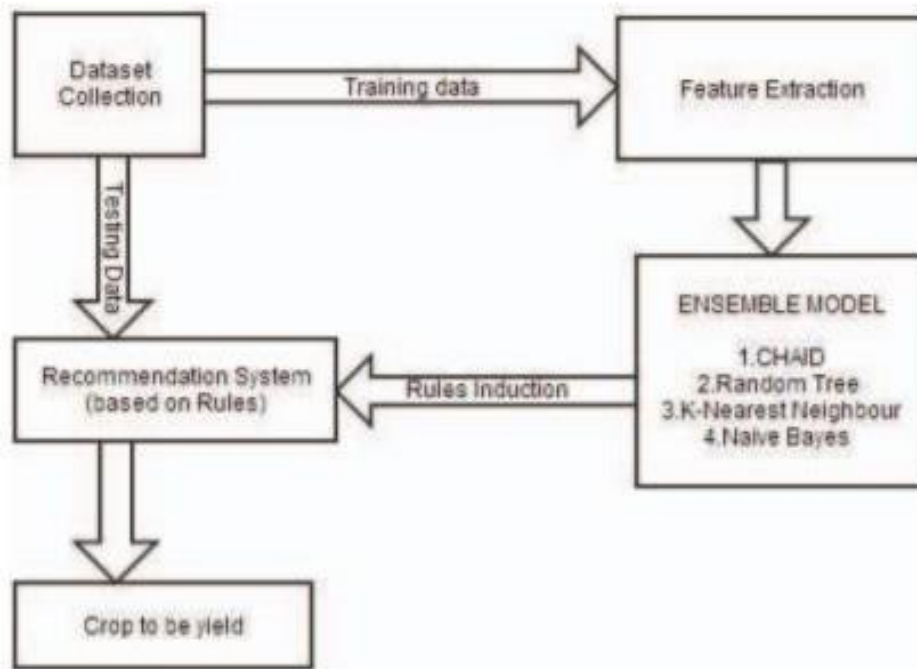 Dataset
Collection
Training data
Feature Extraction
Testing Data
ENSEMBLE MODEL
1.CHAID
2.Random Tree
3.K-Nearest Neighbour
4.Naive Bayes
Rules Induction
Recommendation System
(based on Rules)
Crop to be yield